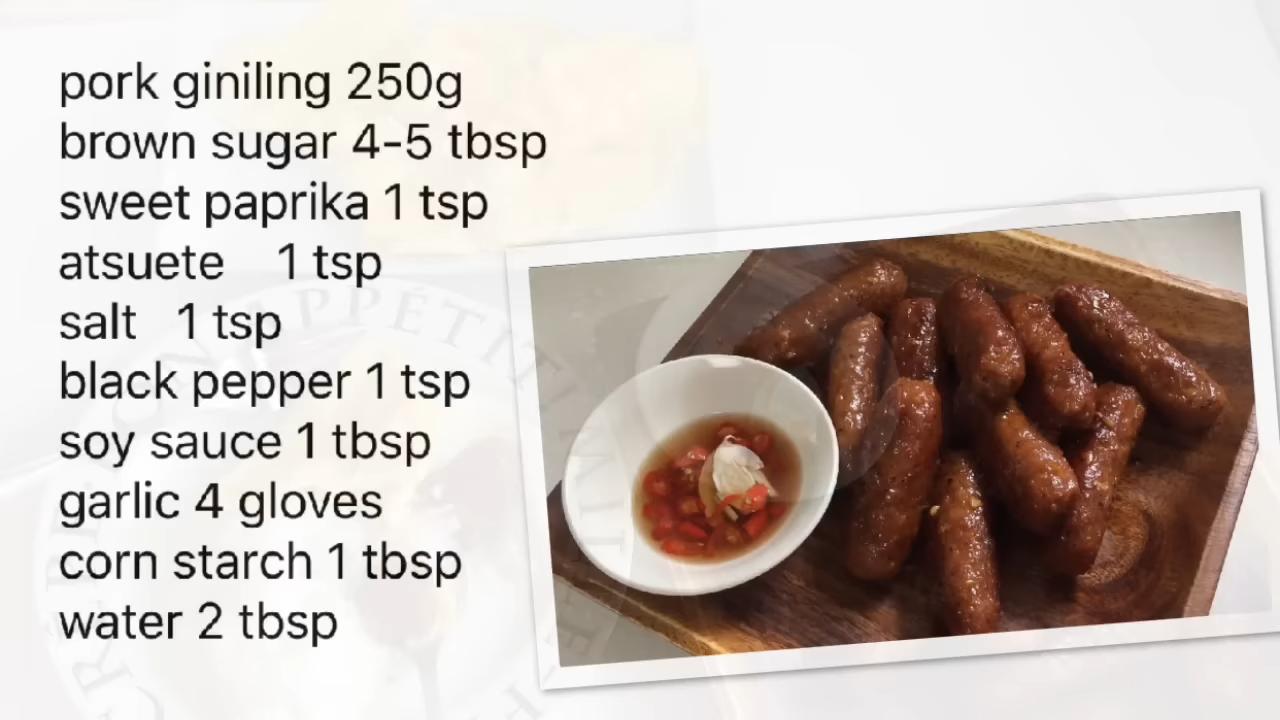 pork giniling 250g
brown sugar 4-5 tbsp
sweet paprika 1 tsp
atsuete 1 tsp
salt 1 tsp
black pepper 1 tsp
soy sauce 1 tbsp
garlic 4 gloves
corn starch 1 tbsp
water 2 tbsp